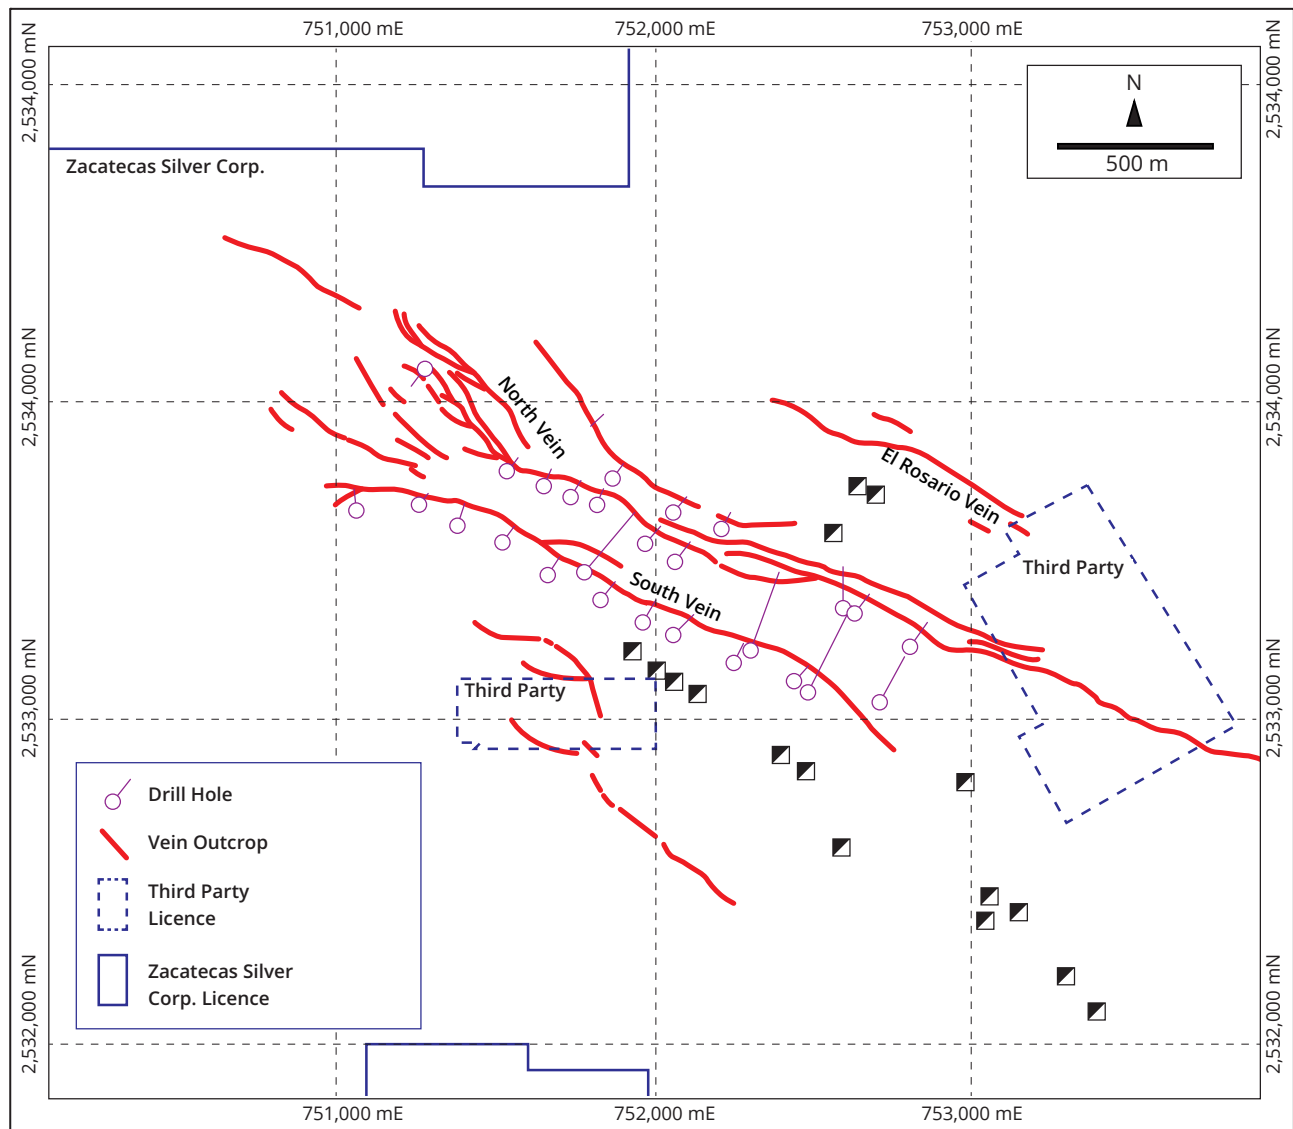 751,000 mE
752,000 mE
753,000 mE
2,534,000 mN
2,534,000 mN
N
500 m
Zacatecas Silver Corp.
2,534,000 mN
2,534,000 mN
North Vein
El Rosario Vein
Third Party
South Vein
2,533,000 mN
2,533,000 mN
Third Party
Drill Hole
Vein Outcrop
Third Party
Licence
Zacatecas Silver
Corp. Licence
2,532,000 mN
2,532,000 mN
751,000 mE
752,000 mE
753,000 mE